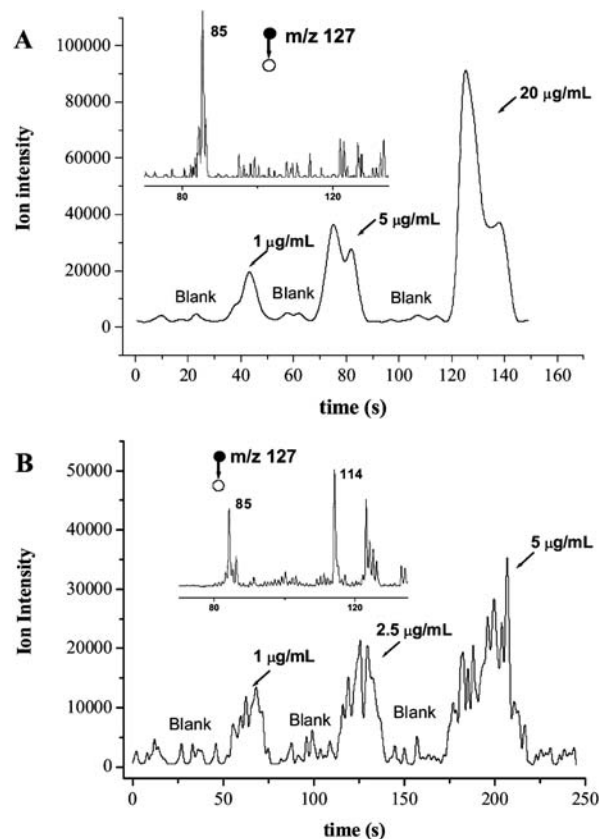 A
85
m/z 127
80
120
20 µg/mL
5 µg/mL
1 µg/mL
Blank
Blank
Blank
100000
80000
60000
40000
20000
0
Ion intensity
0 20 40 60 80 100 120 140 160
time (s)
B
m/z 127
114
85
80
100
120
5 µg/mL
2.5 µg/mL
1 µg/mL
Blank
Blank
Blank
50000
40000
30000
20000
10000
0
Ion Intensity
0 50 100 150 200 250
time (s)